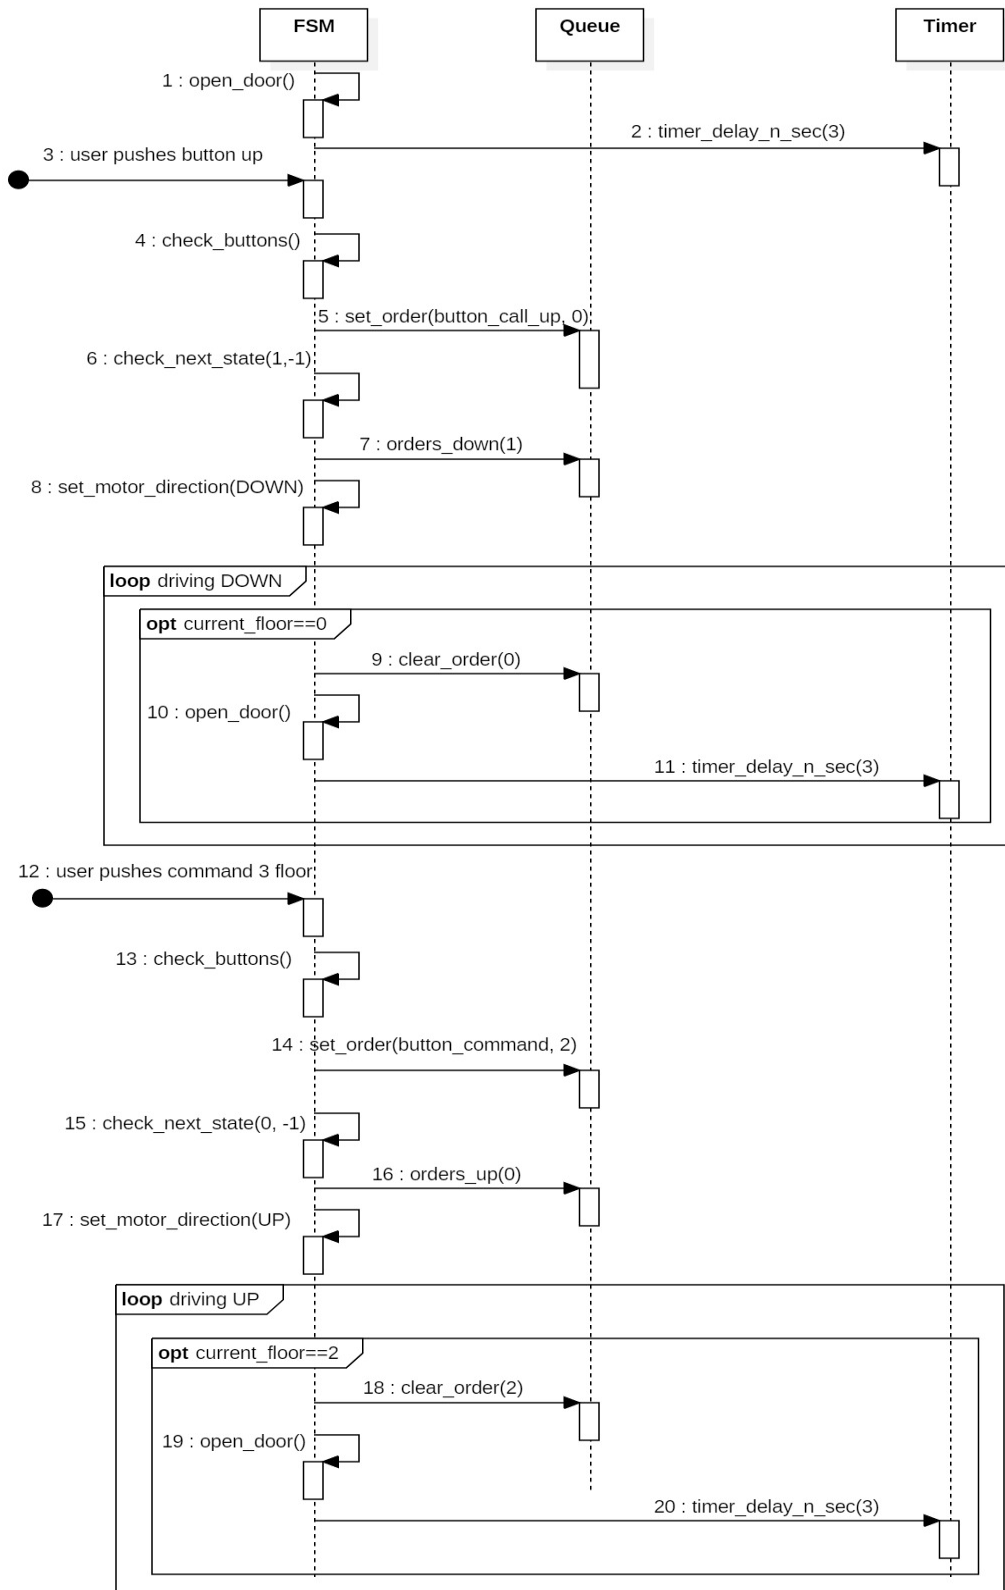 FSM
Queue
Timer
1 : open_door()
2 : timer_delay_n_sec(3)
3 : user pushes button up
4 : check_buttons()
5 : set_order(button_call_up, 0)
6 : check_next_state(1,-1)
7 : orders_down(1)
8 : set_motor_direction(DOWN)
loop driving DOWN
opt current_floor==0
9 : clear_order(0)
10 : open_door()
11 : timer_delay_n_sec(3)
12 : user pushes command 3 floor
13 : check_buttons()
14 : set_order(button_command, 2)
15 : check_next_state(0, -1)
16 : orders_up(0)
17 : set_motor_direction(UP)
loop driving UP
opt current_floor==2
18 : clear_order(2)
19 : open_door()
20 : timer_delay_n_sec(3)